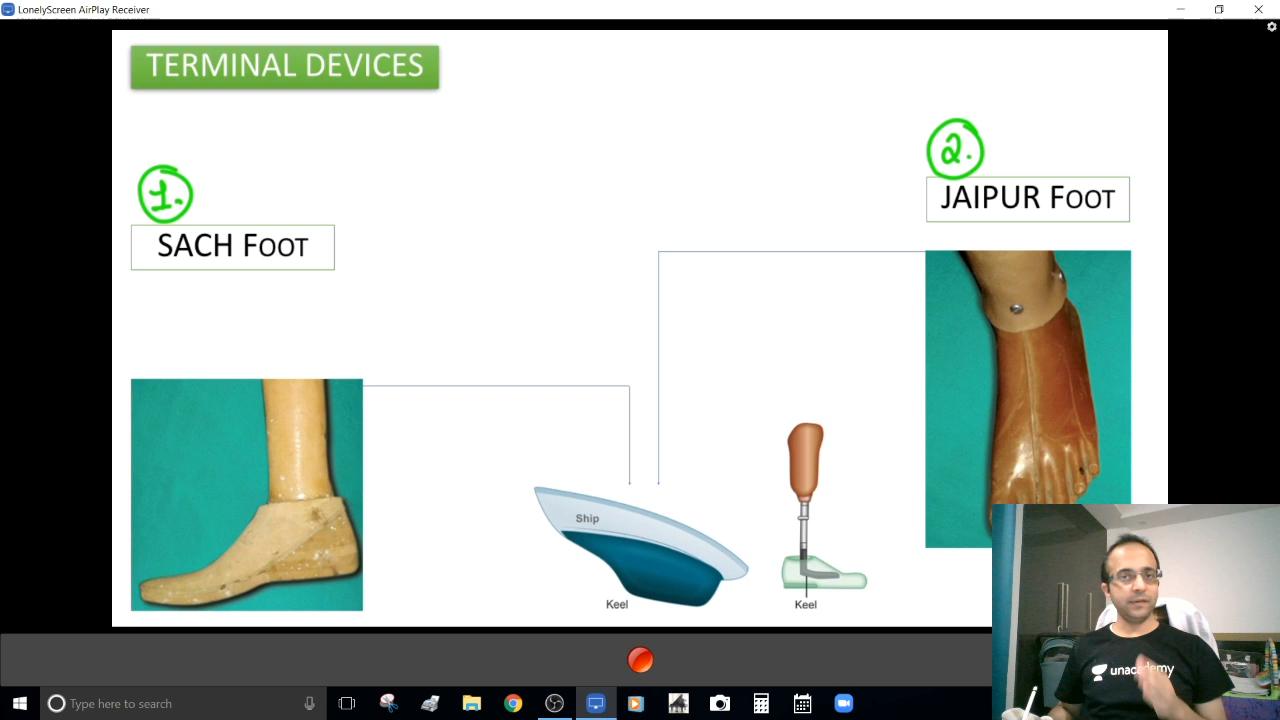 LonelyScreen AirPlay Receiver
TERMINAL DEVICES
1.
SACH FOOT
2.
JAIPUR FOOT
Ship
Keel
Keel
unacademy
Type here to search